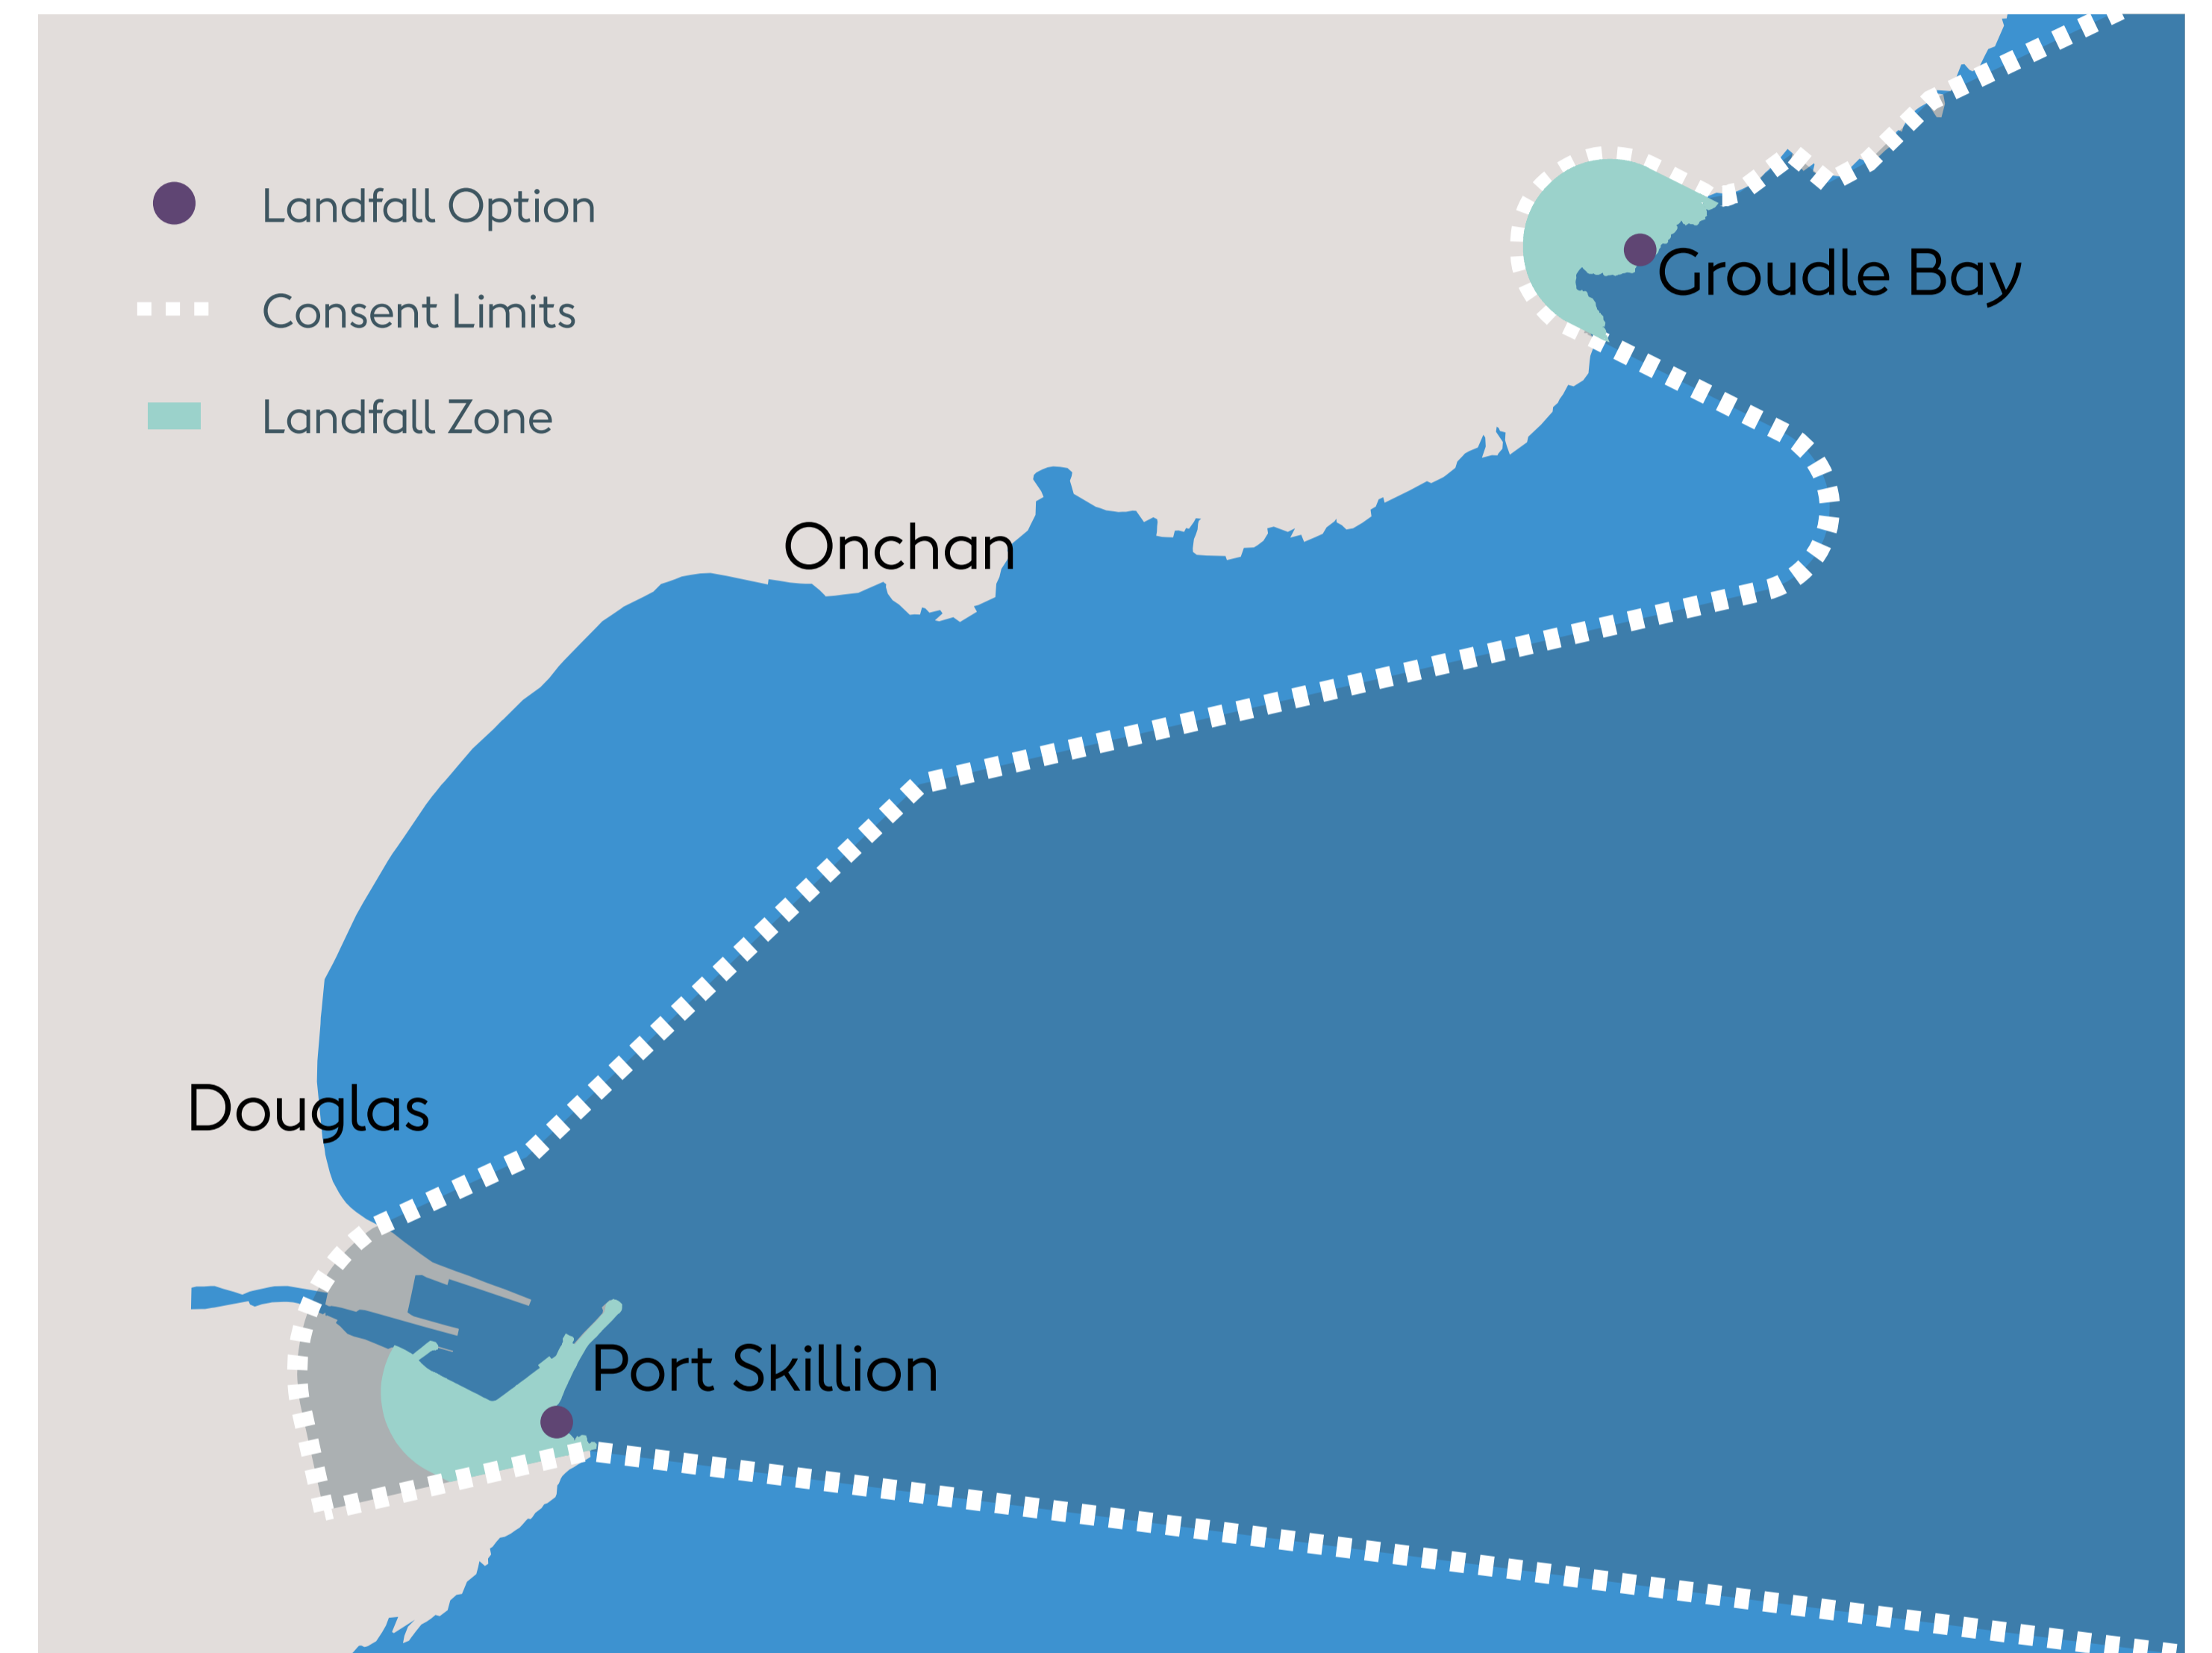 Landfall Option
Consent Limits
Landfall Zone
Groudle Bay
Onchan
Douglas
Port Skillion